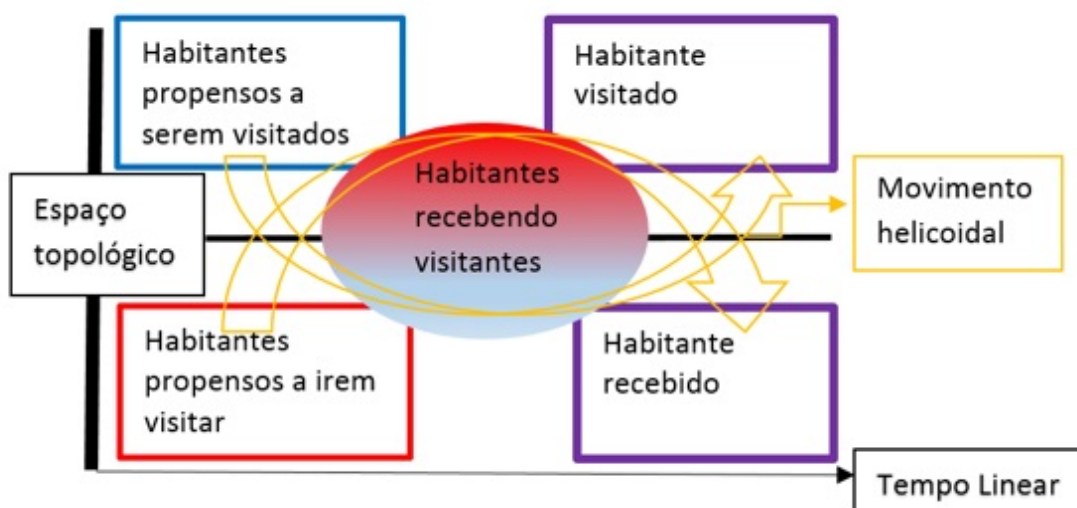 Habitantes
propensos a
serem visitados
Habitante
visitado
Espaço
topológico
Habitantes
recebendo
visitantes
Movimento
helicoidal
Habitantes
propensos a irem
visitar
Habitante
recebido
Tempo Linear